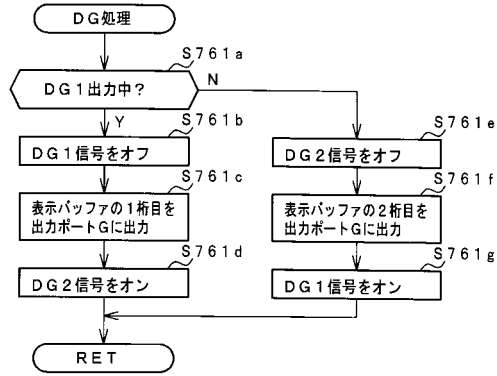 DG処理
S761a
DG1出力中?
N
Y
S761b
DG1信号をオフ
S761e
DG2信号をオフ
S761c
表示バッファの1桁目を
出力ポートGに出力
S761f
表示バッファの2桁目を
出力ポートGに出力
S761d
DG2信号をオン
S761g
DG1信号をオン
RET